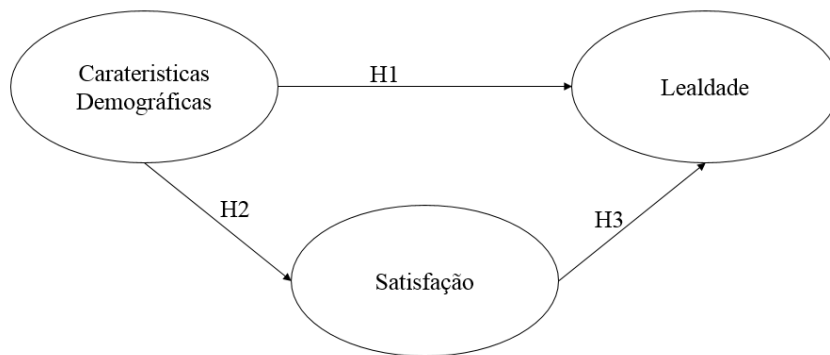 Carateristicas
Demográficas
H1
Lealdade
H2
H3
Satisfação